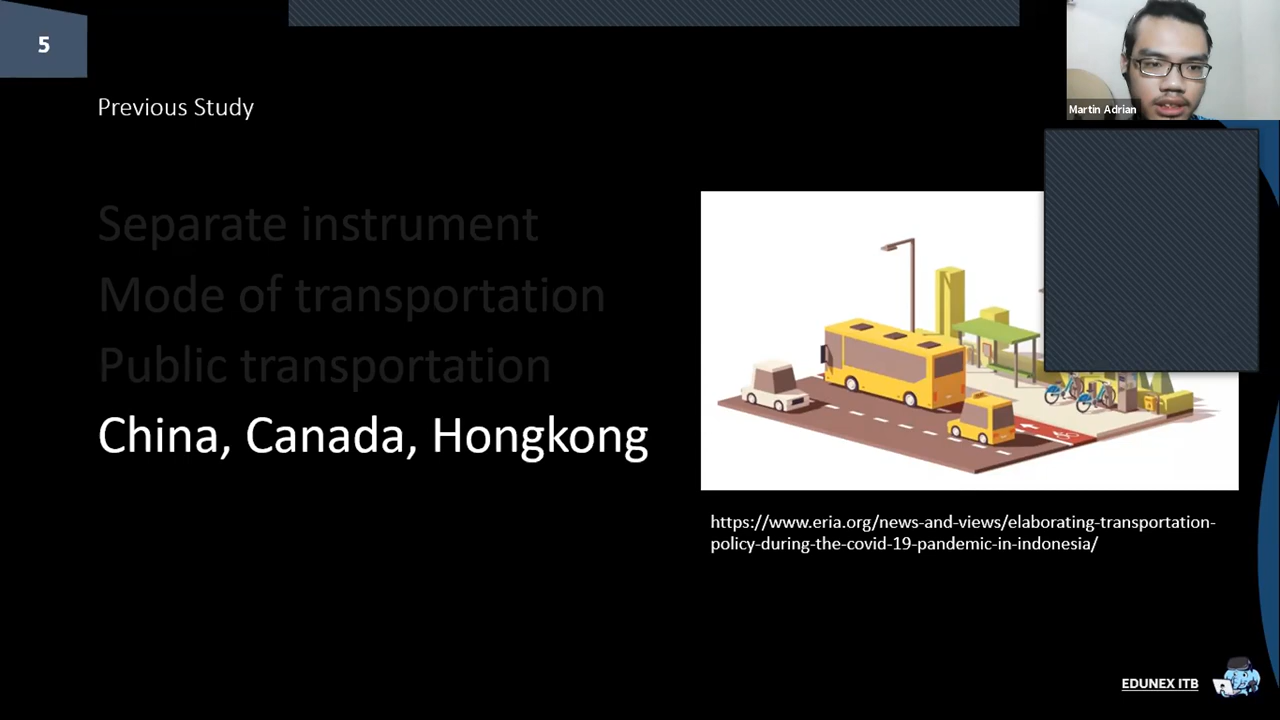 5
Martin Adrian
Previous Study
Separate instrument
Mode of transportation
Public transportation
China, Canada, Hongkong
https://www.eria.org/news-and-views/elaborating-transportation-
policy-during-the-covid-19-pandemic-in-indonesia/
EDUNEX ITB